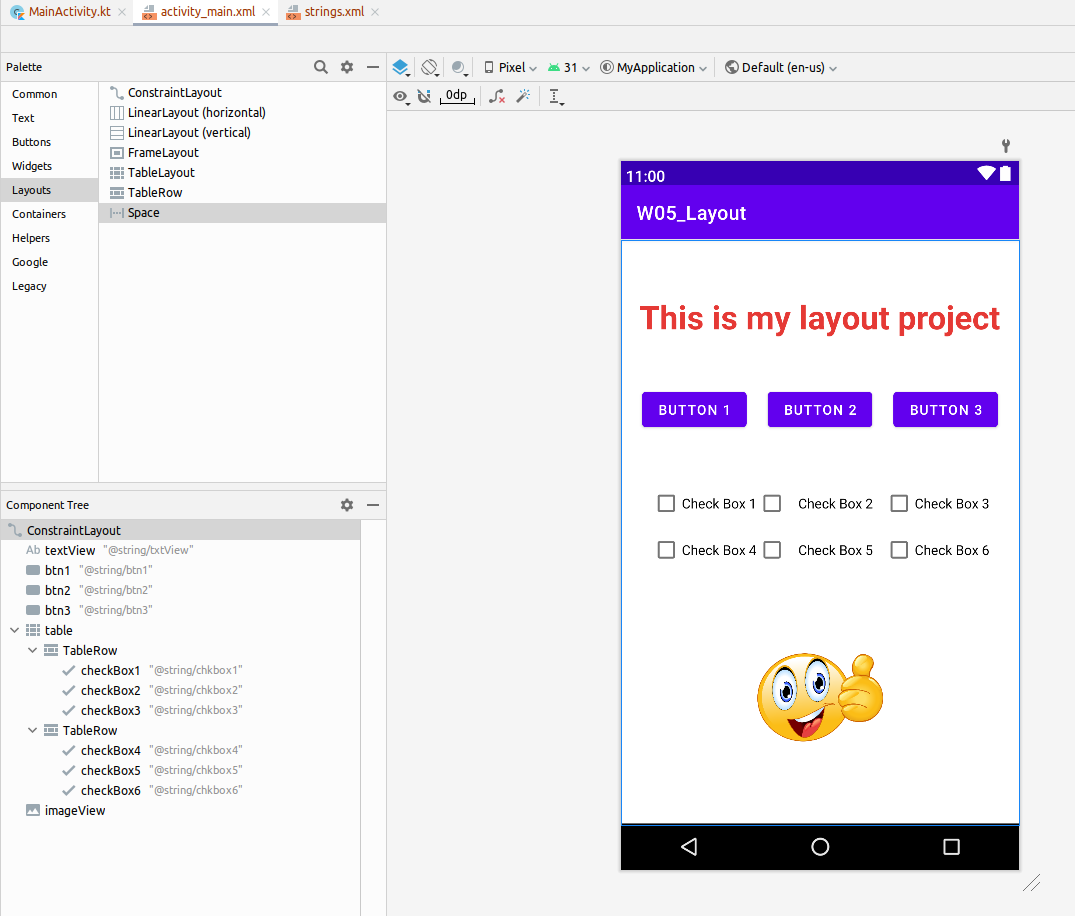 MainActivity.kt activity_main.xml strings.xml
Palette
Common
Text
Buttons
Widgets
Layouts
Containers
Helpers
Google
Legacy
ConstraintLayout
LinearLayout (horizontal)
LinearLayout (vertical)
FrameLayout
TableLayout
TableRow
Space
Component Tree
ConstraintLayout
Ab textView "@string/txtView"
btn1 "@string/btn1"
btn2 "@string/btn2"
btn3 "@string/btn3"
table
TableRow
checkBox1 "@string/chkbox1"
checkBox2 "@string/chkbox2"
checkBox3 "@string/chkbox3"
TableRow
checkBox4 "@string/chkbox4"
checkBox5 "@string/chkbox5"
checkBox6 "@string/chkbox6"
imageView
Pixel 31 MyApplication Default (en-us)
0dp
11:00
W05_Layout
This is my layout project
BUTTON 1 BUTTON 2 BUTTON 3
Check Box 1 Check Box 2 Check Box 3
Check Box 4 Check Box 5 Check Box 6